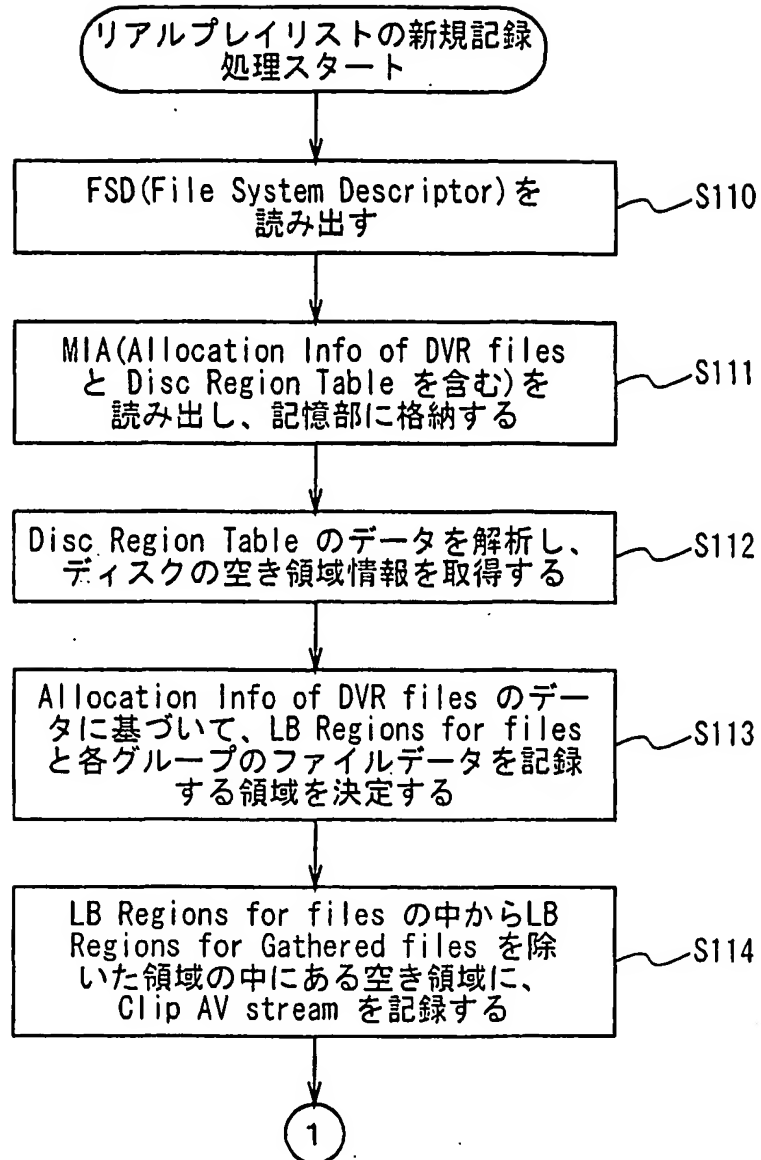 リアルプレイリストの新規記録
処理スタート
FSD(File System Descriptor)を
読み出す
S110
MIA(Allocation Info of DVR files
と Disc Region Table を含む)を
読み出し、記憶部に格納する
S111
Disc Region Table のデータを解析し、
ディスクの空き領域情報を取得する
S112
Allocation Info of DVR files のデー
タに基づいて、LB Regions for files
と各グループのファイルデータを記録
する領域を決定する
S113
LB Regions for files の中からLB
Regions for Gathered files を除
いた領域の中にある空き領域に、
Clip AV stream を記録する
S114
1